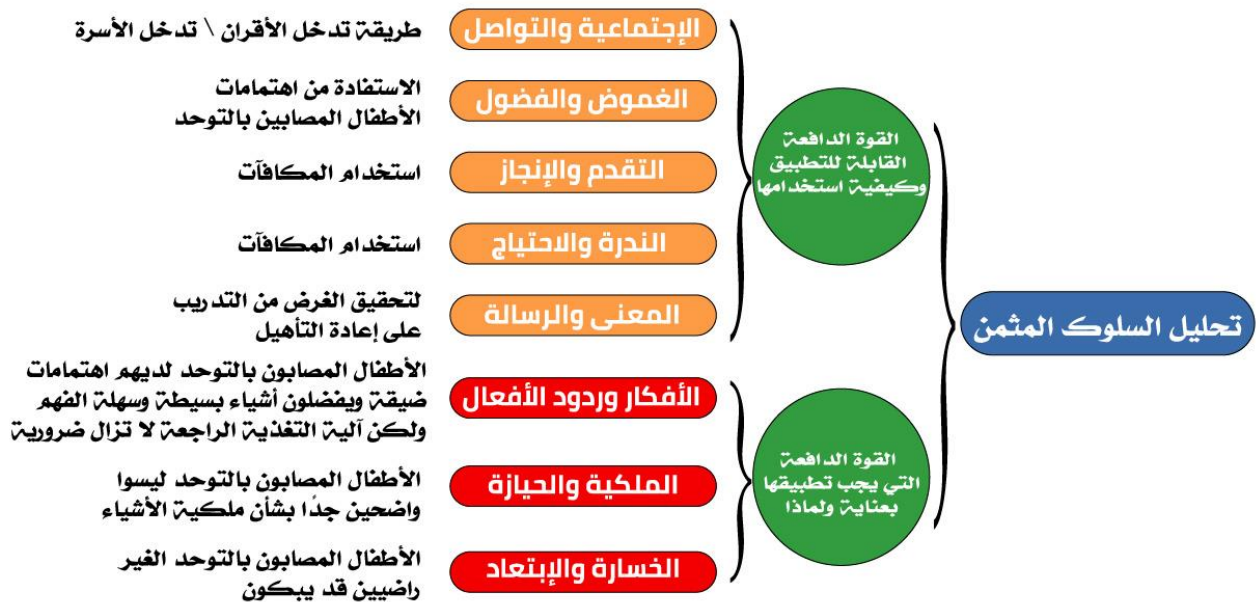 تحليل السلوك المثمن
القوة الدافعة
القابلة للتطبيق
وكيفية استخدامها
الإجتماعية والتواصل
طريقة تدخل الأقران \ تدخل الأسرة
الغموض والفضول
الاستفادة من اهتمامات
الأطفال المصابين بالتوحد
التقدم والإنجاز
استخدام المكافآت
الندرة والاحتياج
استخدام المكافآت
المعنى والرسالة
لتحقيق الغرض من التدريب
على إعادة التأهيل
القوة الدافعة
التي يجب تطبيقها
بعناية ولماذا
الأفكار وردود الأفعال
الأطفال المصابون بالتوحد لديهم اهتمامات
ضيقة ويفضلون أشياء بسيطة وسهلة الفهم
ولكن آلية التغذية الراجعة لا تزال ضرورية
الملكية والحيازة
الأطفال المصابون بالتوحد ليسوا
واضحين جدًا بشأن ملكية الأشياء
الخسارة والإبتعاد
الأطفال المصابون بالتوحد الغير
راضيين قد يبكون